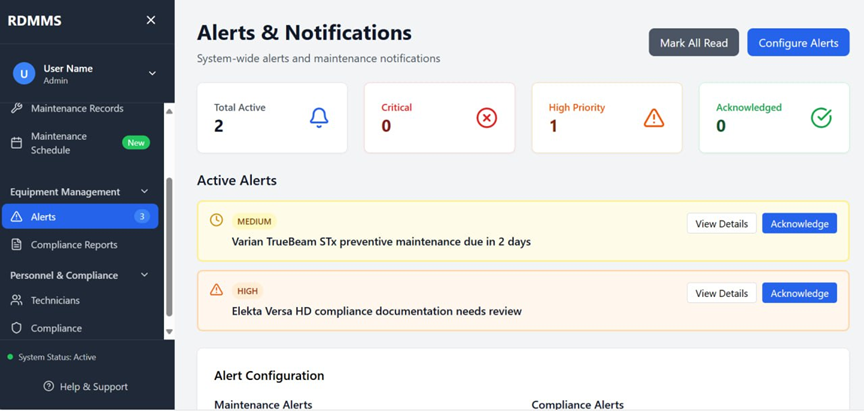 RDMMS
U
User Name
Admin
Maintenance Records
Maintenance
Schedule
New
Equipment Management
Alerts
3
Compliance Reports
Personnel & Compliance
Technicians
Compliance
System Status: Active
Help & Support
Alerts & Notifications
System-wide alerts and maintenance notifications
Mark All Read
Configure Alerts
Total Active
2
Critical
0
High Priority
1
Acknowledged
0
Active Alerts
MEDIUM
Varian TrueBeam STx preventive maintenance due in 2 days
View Details
Acknowledge
HIGH
Elekta Versa HD compliance documentation needs review
View Details
Acknowledge
Alert Configuration
Maintenance Alerts
Compliance Alerts